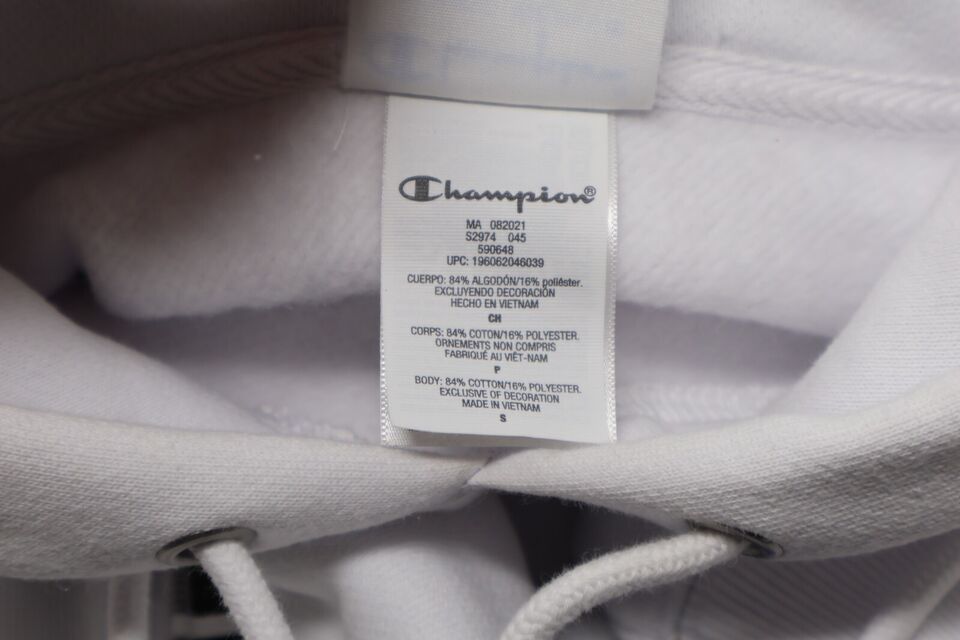 Champion®
MA 082021
S2974 045
590648
UPC: 196062046039
CUERPO: 84% ALGODÓN/16% poliéster.
EXCLUYENDO DECORACIÓN
HECHO EN VIETNAM
CH
CORPS: 84% COTON/16% POLYESTER.
ORNEMENTS NON COMPRIS
FABRIQUÉ AU VIÊT-NAM
P
BODY: 84% COTTON/16% POLYESTER.
EXCLUSIVE OF DECORATION
MADE IN VIETNAM
S